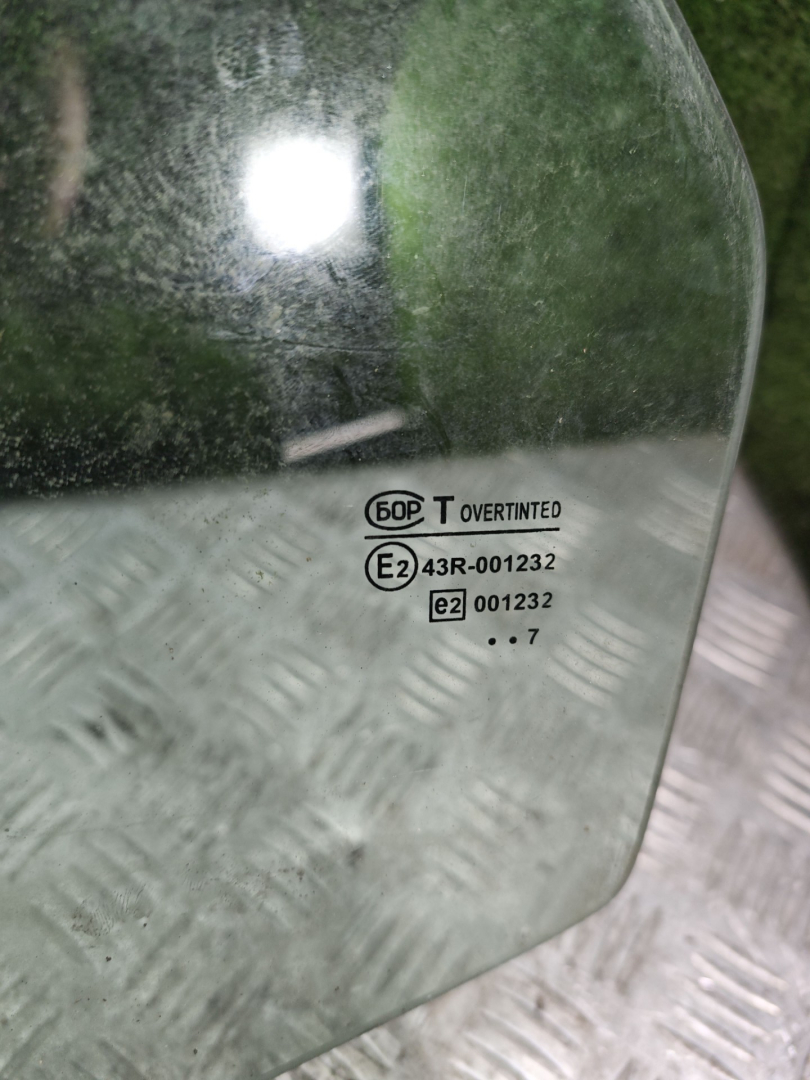 БОР T OVERTINTED
E2 43R-001232
e2 001232
• • 7